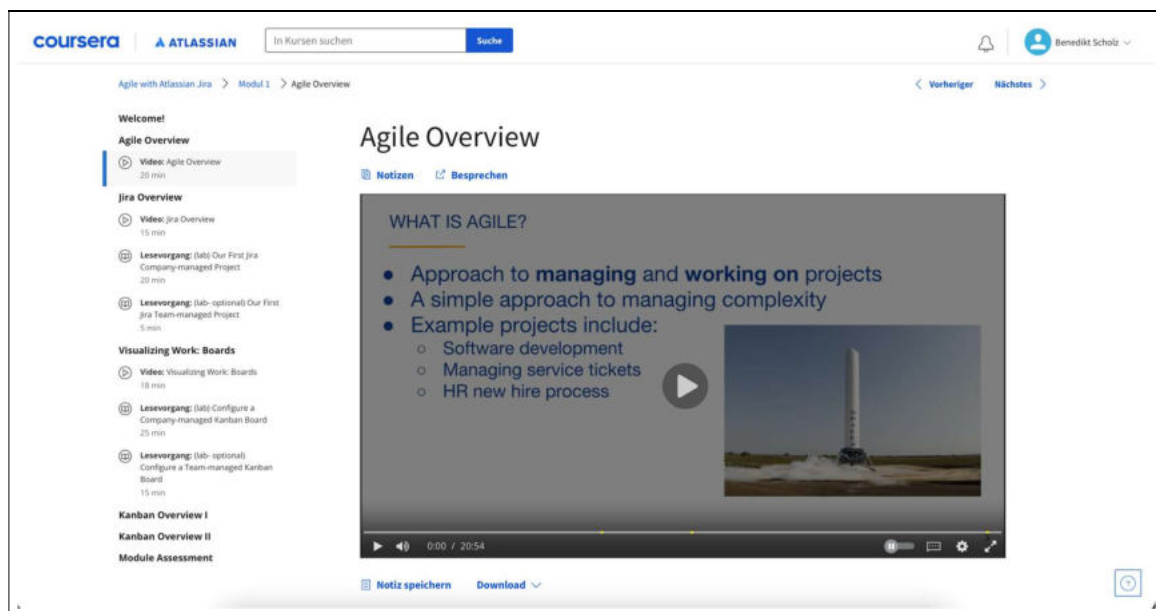 coursera
ATLASSIAN
In Kursen suchen
Suche
Benedikt Scholz
Agile with Atlassian Jira > Modul 1 > Agile Overview
Vorheriger
Nächstes
Welcome!
Agile Overview
Video: Agile Overview
20 min
Jira Overview
Video: Jira Overview
15 min
Lesevorgang: (lab) Our First Jira
Company-managed Project
20 min
Lesevorgang: (lab- optional) Our First
Jira Team-managed Project
5 min
Visualizing Work: Boards
Video: Visualizing Work: Boards
18 min
Lesevorgang: (lab) Configure a
Company-managed Kanban Board
25 min
Lesevorgang: (lab- optional)
Configure a Team-managed Kanban
Board
15 min
Kanban Overview I
Kanban Overview II
Module Assessment
Agile Overview
Notizen
Besprechen
WHAT IS AGILE?
● Approach to managing and working on projects
● A simple approach to managing complexity
● Example projects include:
○ Software development
○ Managing service tickets
○ HR new hire process
0:00 / 20:54
Notiz speichern
Download